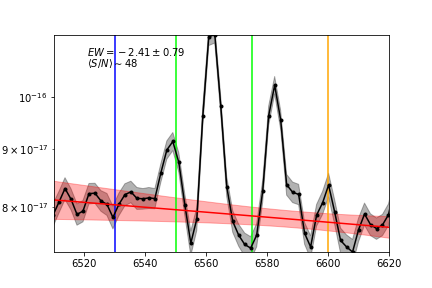 EW = −2.41 ± 0.79
⟨S/N⟩ ~ 48
10⁻¹⁶
9 × 10⁻¹⁷
8 × 10⁻¹⁷
6520 6540 6560 6580 6600 6620